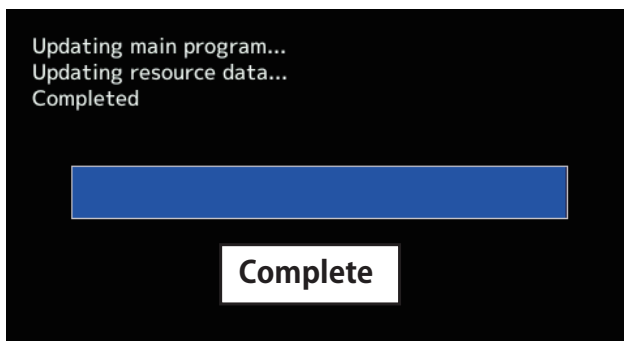 Updating main program...
Updating resource data...
Completed
Complete